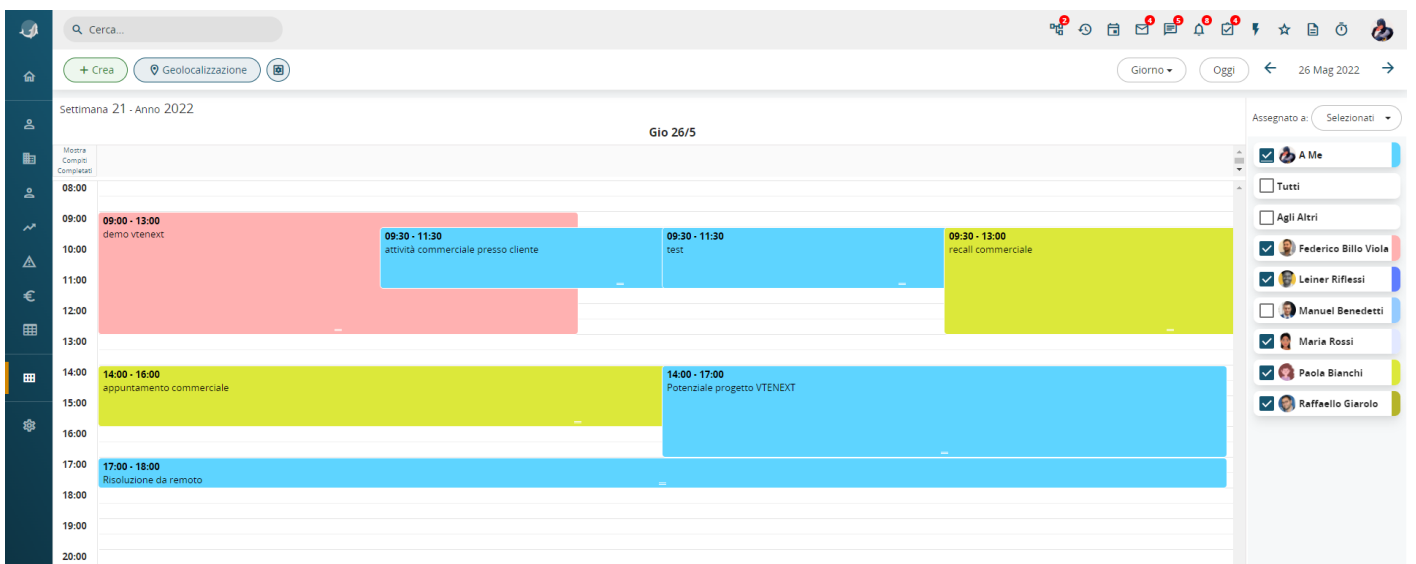 Cerca...
2
4
5
8
4
+ Crea
Geolocalizzazione
Giorno
Oggi
26 Mag 2022
Settimana 21 - Anno 2022
Gio 26/5
Assegnato a:
Selezionati
Mostra
Compiti
Completati
A Me
Tutti
Agli Altri
Federico Billo Viola
Leiner Riflessi
Manuel Benedetti
Maria Rossi
Paola Bianchi
Raffaello Giarolo
08:00
09:00
10:00
11:00
12:00
13:00
14:00
15:00
16:00
17:00
18:00
19:00
20:00
09:00 - 13:00
demo vtenext
09:30 - 11:30
attività commerciale presso cliente
09:30 - 11:30
test
09:30 - 13:00
recall commerciale
14:00 - 16:00
appuntamento commerciale
14:00 - 17:00
Potenziale progetto VTENEXT
17:00 - 18:00
Risoluzione da remoto